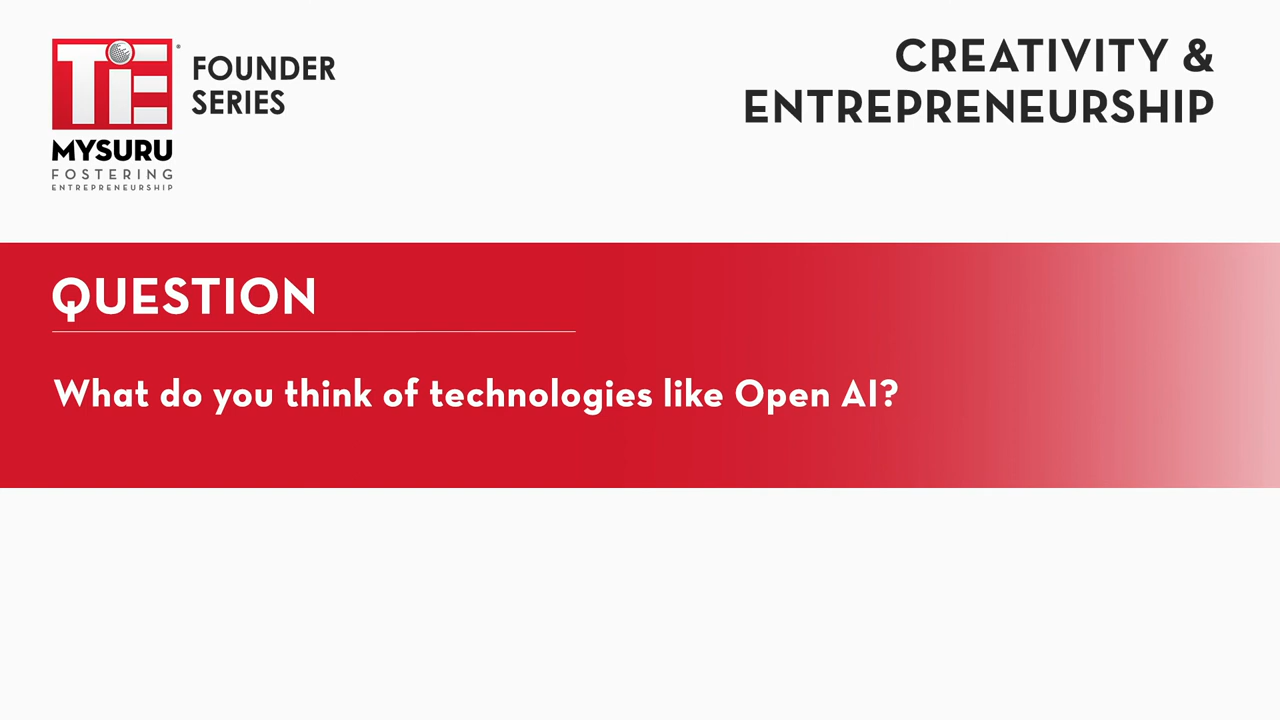 TiE
FOUNDER
SERIES
MYSURU
FOSTERING
ENTREPRENEURSHIP
CREATIVITY &
ENTREPRENEURSHIP
QUESTION
What do you think of technologies like Open AI?